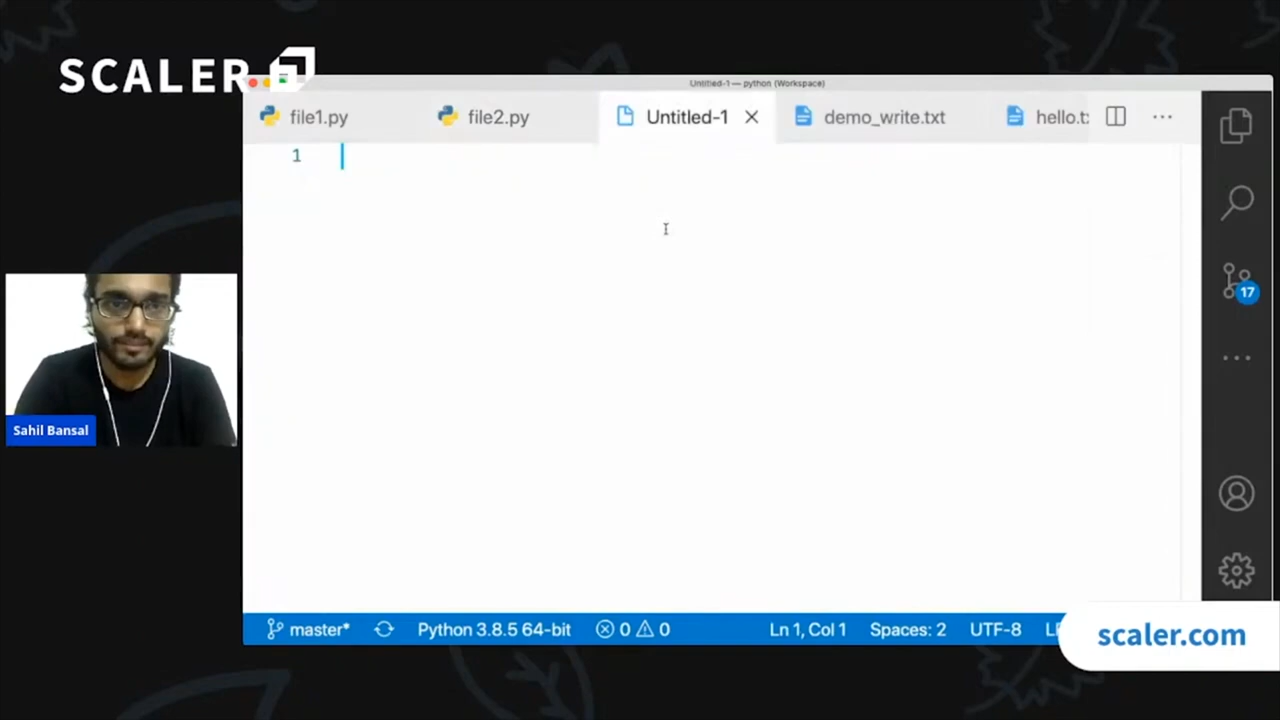 SCALER
Untitled-1 — python (Workspace)
file1.py
file2.py
Untitled-1
demo_write.txt
hello.t
1
17
Sahil Bansal
master*
Python 3.8.5 64-bit
0
0
Ln 1, Col 1
Spaces: 2
UTF-8
scaler.com